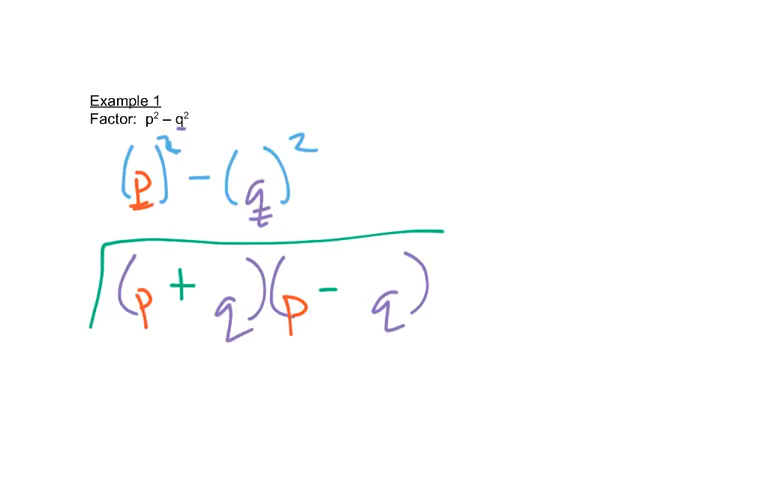 Example 1
Factor: p² – q²
(p)² - (q)²
(p + q)(p - q)